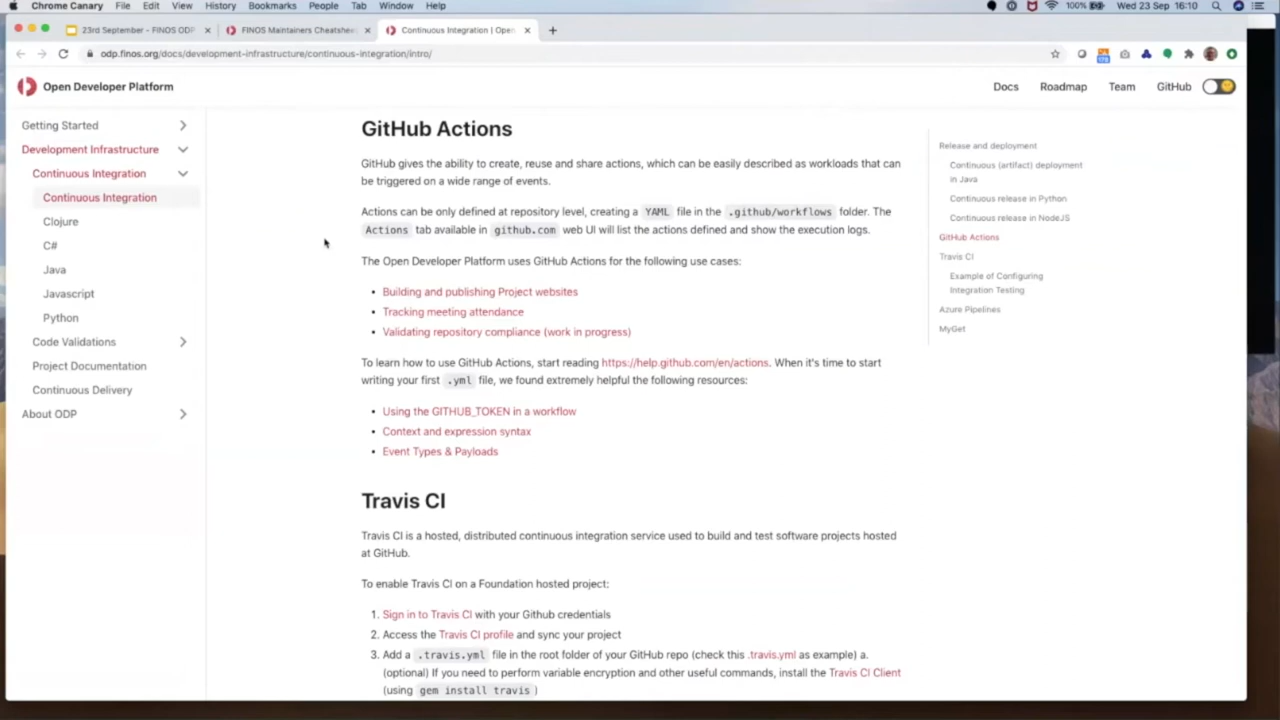 Chrome Canary File Edit View History Bookmarks People Tab Window Help 100% Wed 23 Sep 16:10
23rd September - FINOS ODP FINOS Maintainers Cheatshee Continuous Integration | Open
odp.finos.org/docs/development-infrastructure/continuous-integration/intro/
Open Developer Platform Docs Roadmap Team GitHub
Getting Started
Development Infrastructure
Continuous Integration
Continuous Integration
Clojure
C#
Java
Javascript
Python
Code Validations
Project Documentation
Continuous Delivery
About ODP
GitHub Actions
GitHub gives the ability to create, reuse and share actions, which can be easily described as workloads that can
be triggered on a wide range of events.
Actions can be only defined at repository level, creating a YAML file in the .github/workflows folder. The
Actions tab available in github.com web UI will list the actions defined and show the execution logs.
The Open Developer Platform uses GitHub Actions for the following use cases:
• Building and publishing Project websites
• Tracking meeting attendance
• Validating repository compliance (work in progress)
To learn how to use GitHub Actions, start reading https://help.github.com/en/actions. When it's time to start
writing your first .yml file, we found extremely helpful the following resources:
• Using the GITHUB_TOKEN in a workflow
• Context and expression syntax
• Event Types & Payloads
Travis CI
Travis CI is a hosted, distributed continuous integration service used to build and test software projects hosted
at GitHub.
To enable Travis CI on a Foundation hosted project:
1. Sign in to Travis CI with your Github credentials
2. Access the Travis CI profile and sync your project
3. Add a .travis.yml file in the root folder of your GitHub repo (check this .travis.yml as example) a.
(optional) If you need to perform variable encryption and other useful commands, install the Travis CI Client
(using gem install travis )
Release and deployment
Continuous (artifact) deployment
in Java
Continuous release in Python
Continuous release in NodeJS
GitHub Actions
Travis CI
Example of Configuring
Integration Testing
Azure Pipelines
MyGet